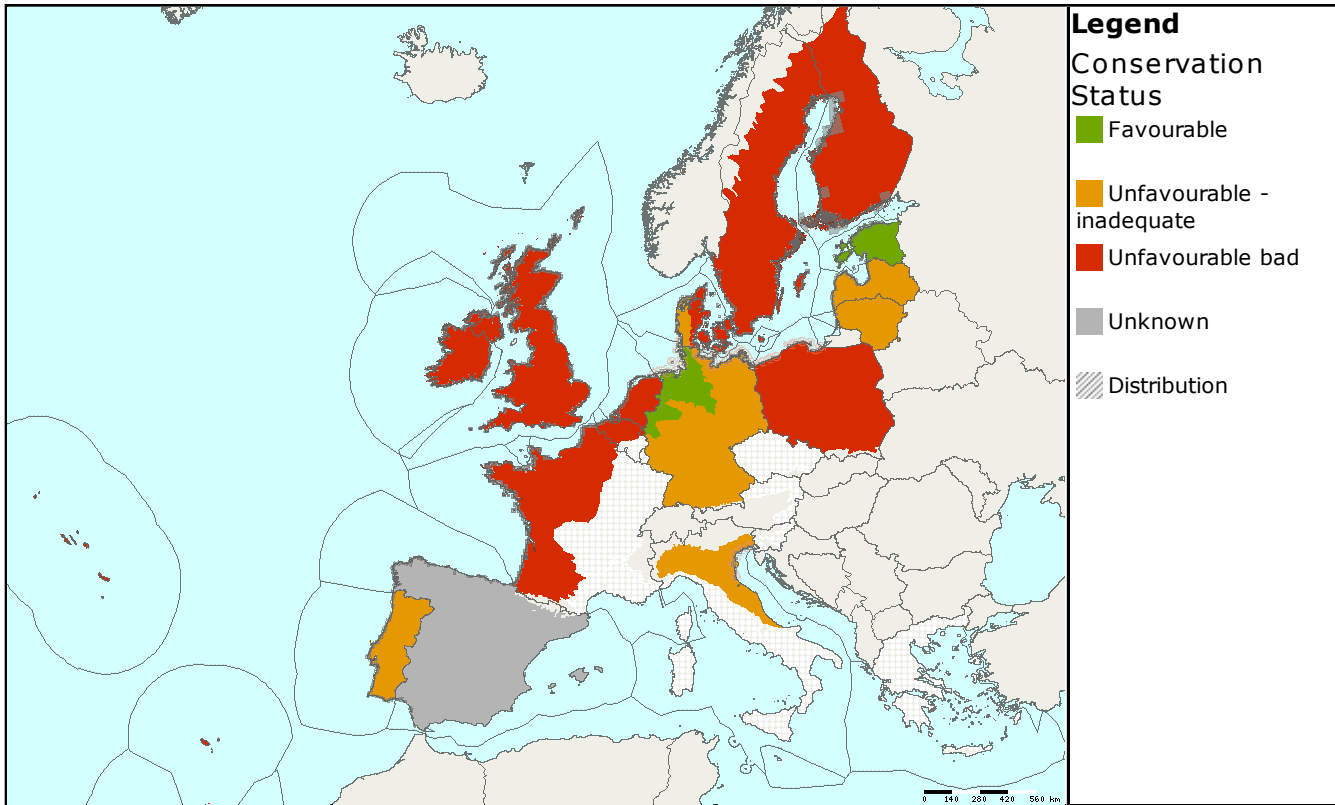 Legend
Conservation
Status
Favourable
Unfavourable -
inadequate
Unfavourable bad
Unknown
Distribution
0 140 280 420 560 km